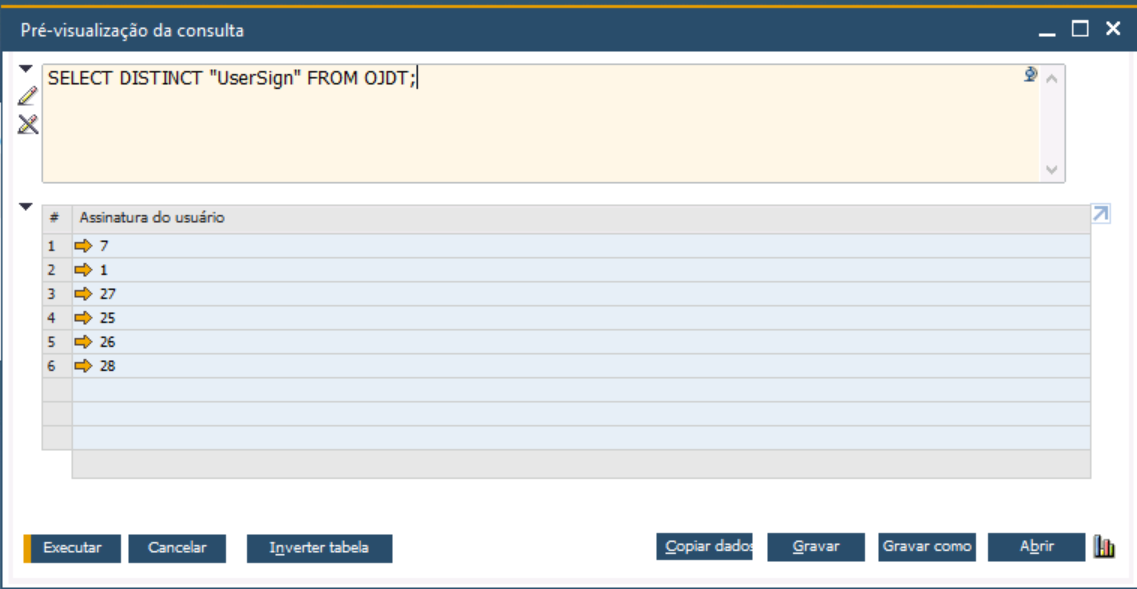 Pré-visualização da consulta
SELECT DISTINCT "UserSign" FROM OJDT;
# Assinatura do usuário
1 7
2 1
3 27
4 25
5 26
6 28
Executar Cancelar Inverter tabela Copiar dados Gravar Gravar como Abrir